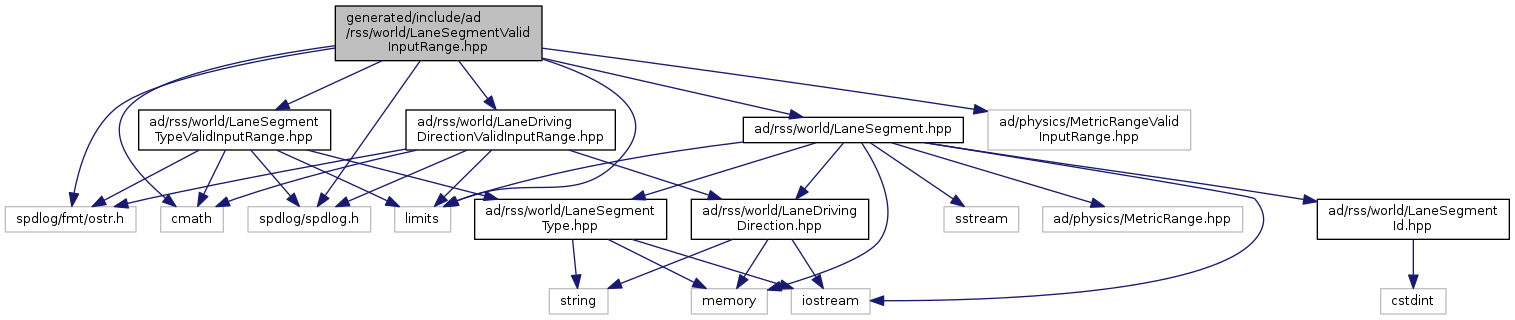 generated/include/ad
/rss/world/LaneSegmentValid
InputRange.hpp
ad/rss/world/LaneSegment
TypeValidInputRange.hpp
ad/rss/world/LaneDriving
DirectionValidInputRange.hpp
ad/rss/world/LaneSegment.hpp
ad/physics/MetricRangeValid
InputRange.hpp
spdlog/fmt/ostr.h
cmath
spdlog/spdlog.h
limits
ad/rss/world/LaneSegment
Type.hpp
ad/rss/world/LaneDriving
Direction.hpp
sstream
ad/physics/MetricRange.hpp
ad/rss/world/LaneSegment
Id.hpp
string
memory
iostream
cstdint